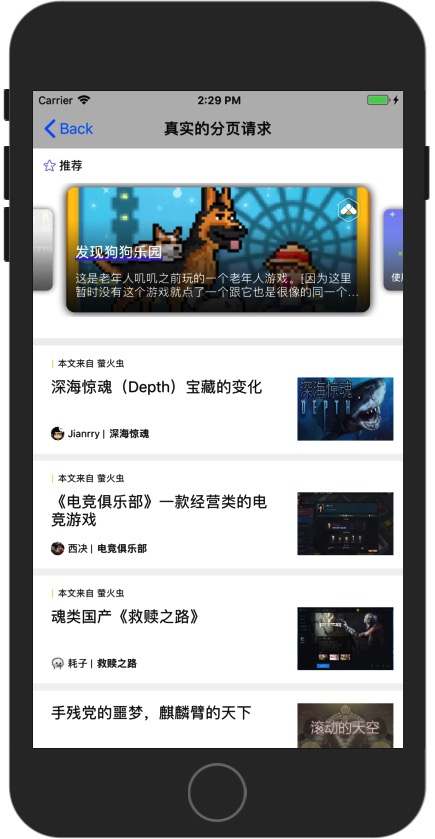 Carrier 2:29 PM
Back 真实的分页请求
推荐
发现狗狗乐园
这是老年人叽叽之前玩的一个老年人游戏。[因为这里
暂时没有这个游戏就点了一个跟它也是很像的同一个...
使用
本文来自 萤火虫
深海惊魂（Depth）宝藏的变化
Jianrry | 深海惊魂
深海惊魂
DEPTH
本文来自 萤火虫
《电竞俱乐部》一款经营类的电
竞游戏
西决 | 电竞俱乐部
本文来自 萤火虫
魂类国产《救赎之路》
耗子 | 救赎之路
手残党的噩梦，麒麟臂的天下
滚动的天空